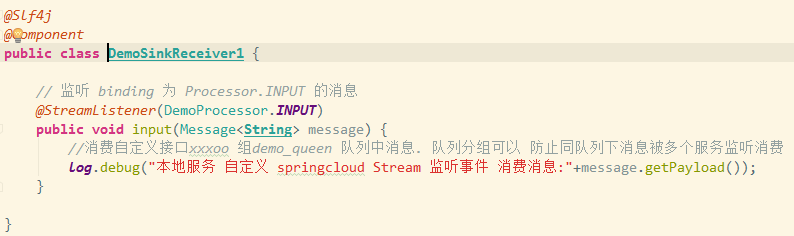 @Slf4j
@Component
public class DemoSinkReceiver1 {
// 监听 binding 为 Processor.INPUT 的消息
@StreamListener(DemoProcessor.INPUT)
public void input(Message<String> message) {
//消费自定义接口xxxoo 组demo_queen 队列中消息. 队列分组可以 防止同队列下消息被多个服务监听消费
log.debug("本地服务 自定义 springcloud Stream 监听事件 消费消息:"+message.getPayload());
}
}